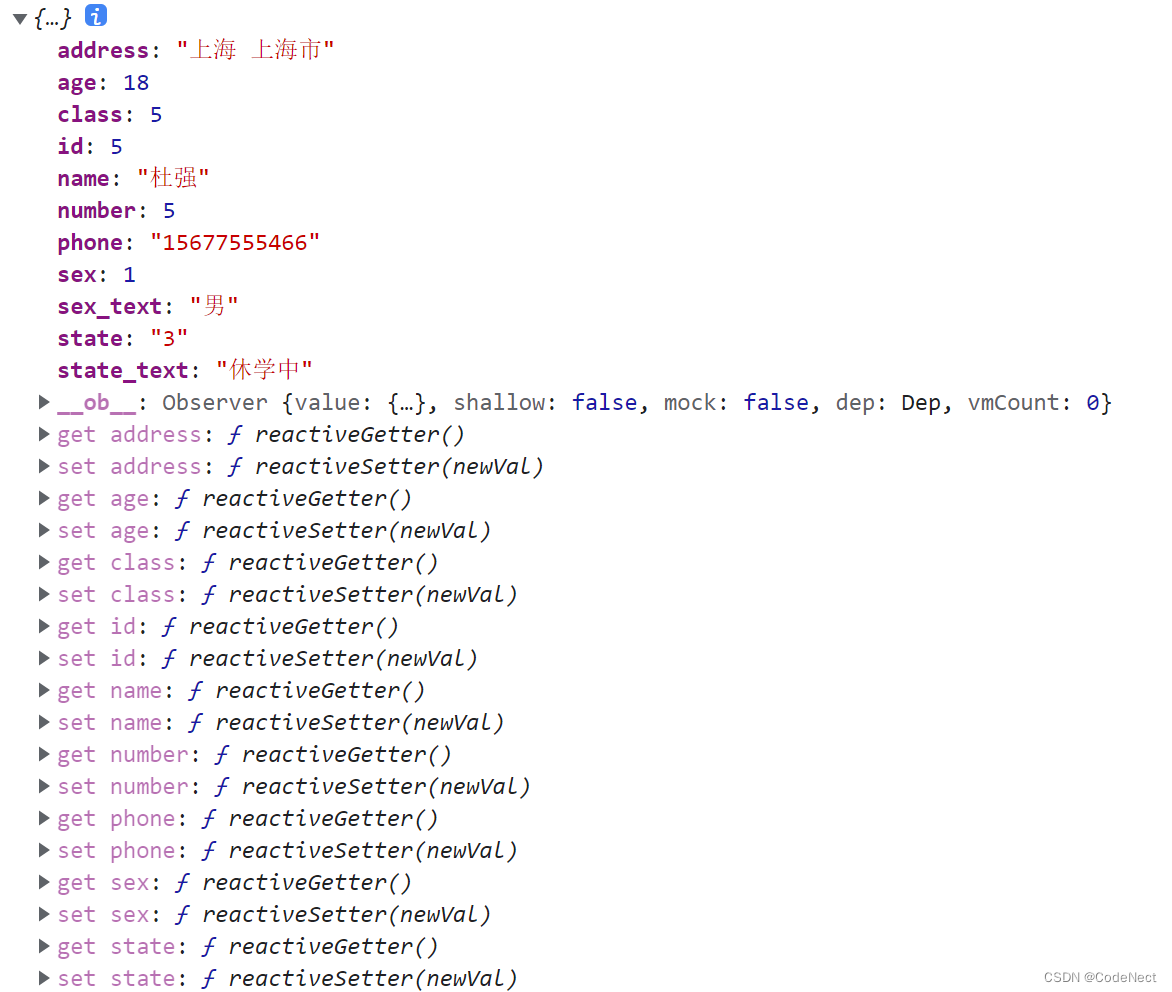 {…} i
address: "上海 上海市"
age: 18
class: 5
id: 5
name: "杜强"
number: 5
phone: "15677555466"
sex: 1
sex_text: "男"
state: "3"
state_text: "休学中"
__ob__: Observer {value: {…}, shallow: false, mock: false, dep: Dep, vmCount: 0}
get address: ƒ reactiveGetter()
set address: ƒ reactiveSetter(newVal)
get age: ƒ reactiveGetter()
set age: ƒ reactiveSetter(newVal)
get class: ƒ reactiveGetter()
set class: ƒ reactiveSetter(newVal)
get id: ƒ reactiveGetter()
set id: ƒ reactiveSetter(newVal)
get name: ƒ reactiveGetter()
set name: ƒ reactiveSetter(newVal)
get number: ƒ reactiveGetter()
set number: ƒ reactiveSetter(newVal)
get phone: ƒ reactiveGetter()
set phone: ƒ reactiveSetter(newVal)
get sex: ƒ reactiveGetter()
set sex: ƒ reactiveSetter(newVal)
get state: ƒ reactiveGetter()
set state: ƒ reactiveSetter(newVal)
CSDN @CodeNect